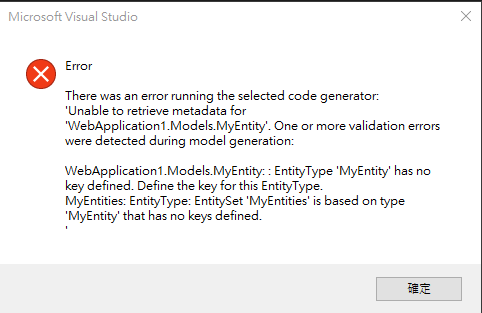 Microsoft Visual Studio
Error
There was an error running the selected code generator:
'Unable to retrieve metadata for
'WebApplication1.Models.MyEntity'. One or more validation errors
were detected during model generation:
WebApplication1.Models.MyEntity: : EntityType 'MyEntity' has no
key defined. Define the key for this EntityType.
MyEntities: EntityType: EntitySet 'MyEntities' is based on type
'MyEntity' that has no keys defined.
'
確定